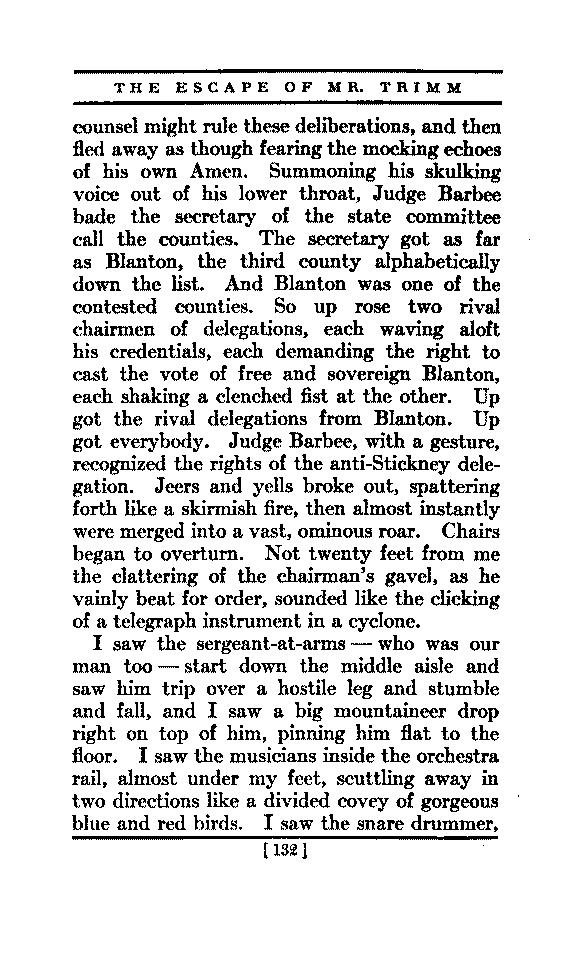 THE ESCAPE OF MR. TRIMM
counsel might rule these deliberations, and then
fled away as though fearing the mocking echoes
of his own Amen. Summoning his skulking
voice out of his lower throat, Judge Barbee
bade the secretary of the state committee
call the counties. The secretary got as far
as Blanton, the third county alphabetically
down the list. And Blanton was one of the
contested counties. So up rose two rival
chairmen of delegations, each waving aloft
his credentials, each demanding the right to
cast the vote of free and sovereign Blanton,
each shaking a clenched fist at the other. Up
got the rival delegations from Blanton. Up
got everybody. Judge Barbee, with a gesture,
recognized the rights of the anti-Stickney dele-
gation. Jeers and yells broke out, spattering
forth like a skirmish fire, then almost instantly
were merged into a vast, ominous roar. Chairs
began to overturn. Not twenty feet from me
the clattering of the chairman's gavel, as he
vainly beat for order, sounded like the clicking
of a telegraph instrument in a cyclone.
I saw the sergeant-at-arms — who was our
man too — start down the middle aisle and
saw him trip over a hostile leg and stumble
and fall, and I saw a big mountaineer drop
right on top of him, pinning him flat to the
floor. I saw the musicians inside the orchestra
rail, almost under my feet, scuttling away in
two directions like a divided covey of gorgeous
blue and red birds. I saw the snare drummer,
[ 132 ]